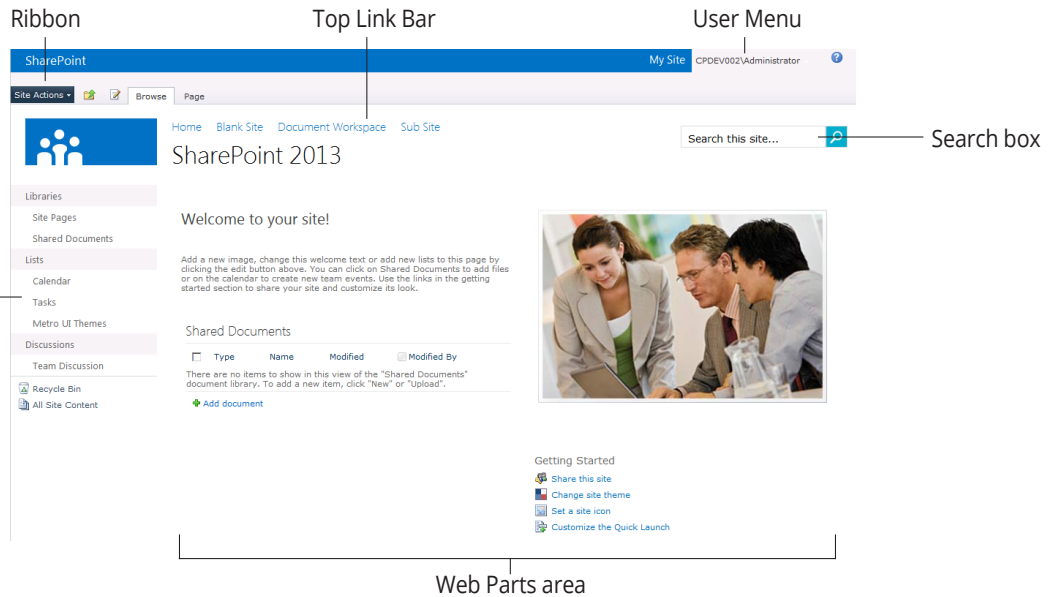 Ribbon
Top Link Bar
User Menu
SharePoint
My Site
CPDEV002\Administrator
Site Actions
Browse
Page
Home Blank Site Document Workspace Sub Site
SharePoint 2013
Search this site...
Search box
Libraries
Site Pages
Shared Documents
Lists
Calendar
Tasks
Metro UI Themes
Discussions
Team Discussion
Recycle Bin
All Site Content
Welcome to your site!
Add a new image, change this welcome text or add new lists to this page by
clicking the edit button above. You can click on Shared Documents to add files
or on the calendar to create new team events. Use the links in the getting
started section to share your site and customize its look.
Shared Documents
Type Name Modified Modified By
There are no items to show in this view of the "Shared Documents"
document library. To add a new item, click "New" or "Upload".
Add document
Getting Started
Share this site
Change site theme
Set a site icon
Customize the Quick Launch
Web Parts area